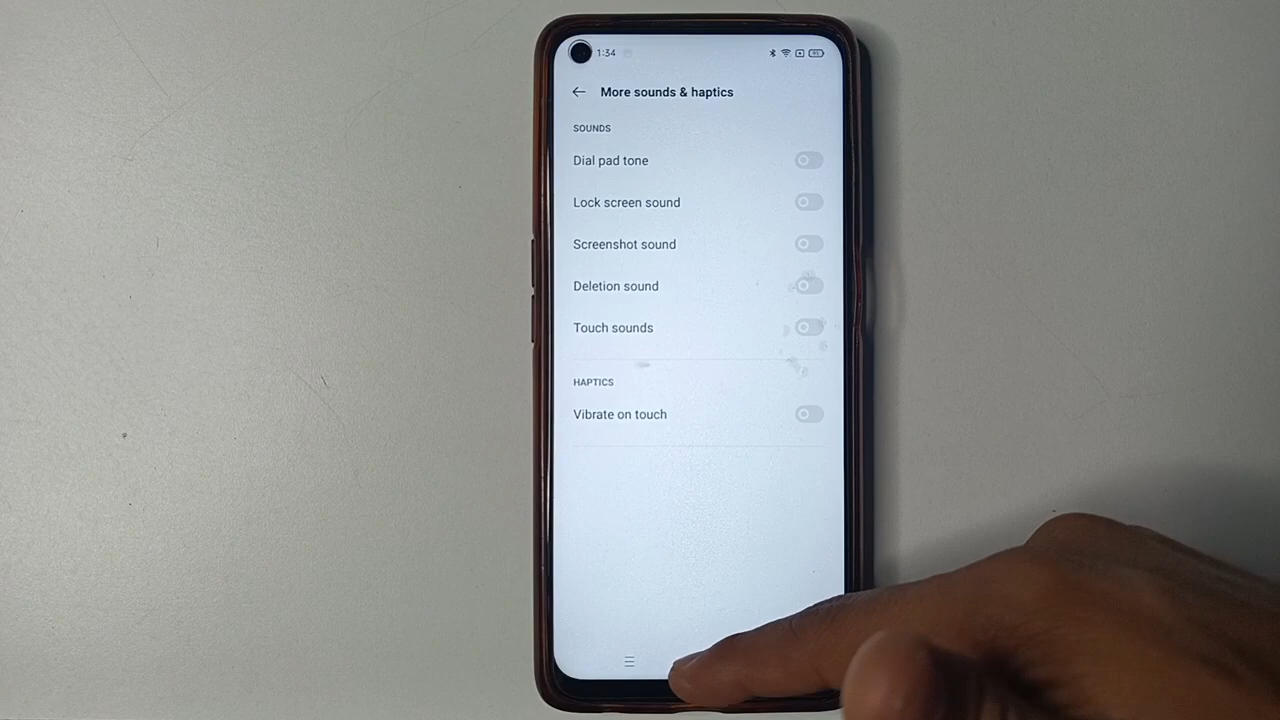 1:34
More sounds & haptics
SOUNDS
Dial pad tone
Lock screen sound
Screenshot sound
Deletion sound
Touch sounds
HAPTICS
Vibrate on touch